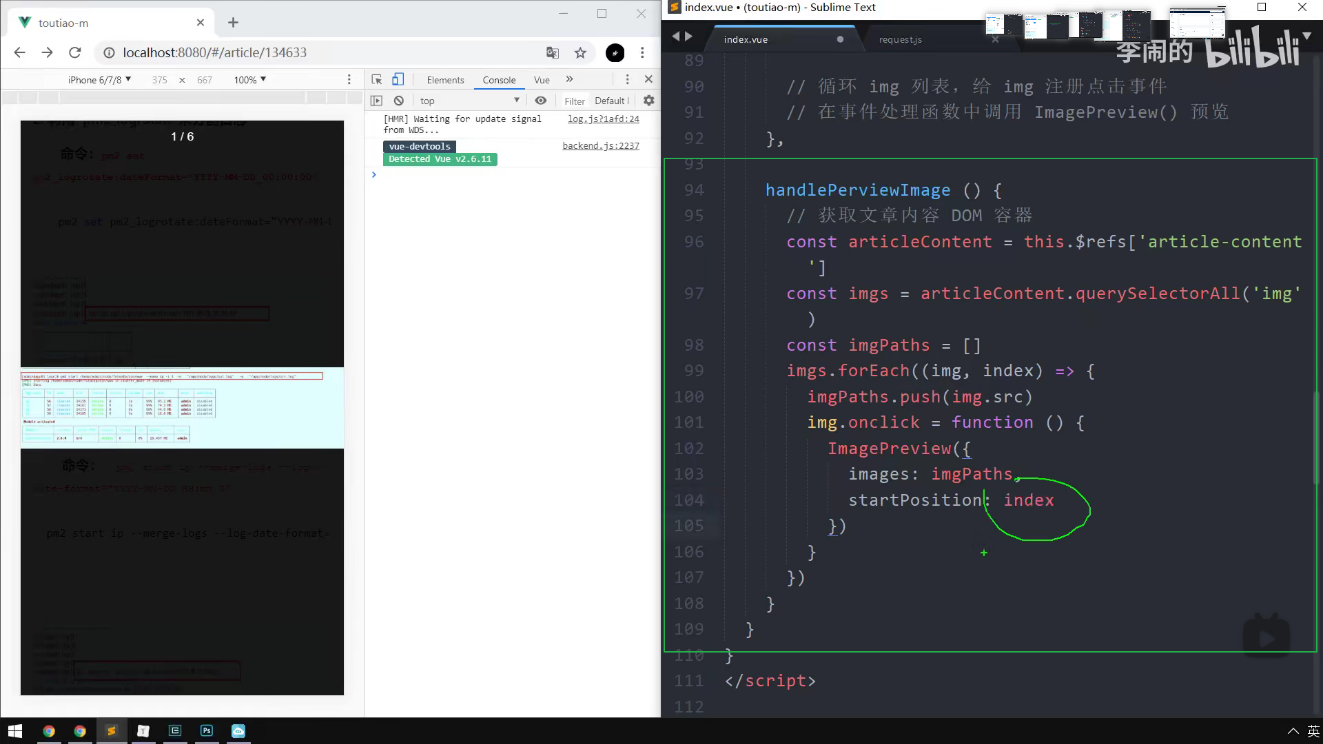 toutiao-m
localhost:8080/#/article/134633
iPhone 6/7/8 ▼ 375 × 667 100% ▼
Elements Console Vue »
top ▼ Filter Default l
[HMR] Waiting for update signal from WDS... log.js?1afd:24
vue-devtools backend.js:2237
Detected Vue v2.6.11
1 / 6
命令:
pm2 set pm2_logrotate:dateFormat="YYYY-MM-D
pm2 start ip --merge-logs --log-date-format=
index.vue • (toutiao-m) - Sublime Text
index.vue
request.js
李闹的 bilibili
89
90 // 循环 img 列表，给 img 注册点击事件
91 // 在事件处理函数中调用 ImagePreview() 预览
92 },
93
94 handlePerviewImage () {
95 // 获取文章内容 DOM 容器
96 const articleContent = this.$refs['article-content
']
97 const imgs = articleContent.querySelectorAll('img'
)
98 const imgPaths = []
99 imgs.forEach((img, index) => {
100 imgPaths.push(img.src)
101 img.onclick = function () {
102 ImagePreview({
103 images: imgPaths,
104 startPosition: index
105 })
106 }
107 })
108 }
109 }
110 }
111 </script>
112
英